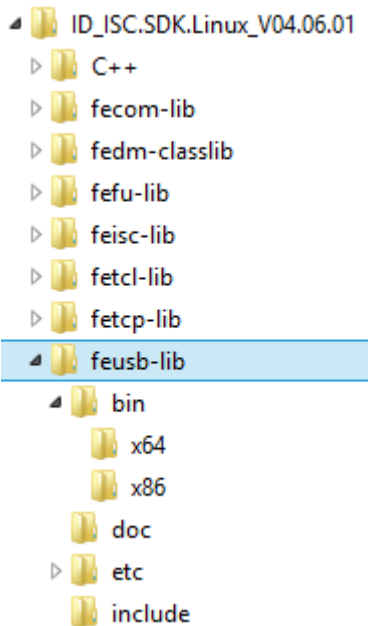 ID_ISC.SDK.Linux_V04.06.01
C++
fecom-lib
fedm-classlib
fefu-lib
feisc-lib
fetcl-lib
fetcp-lib
feusb-lib
bin
x64
x86
doc
etc
include